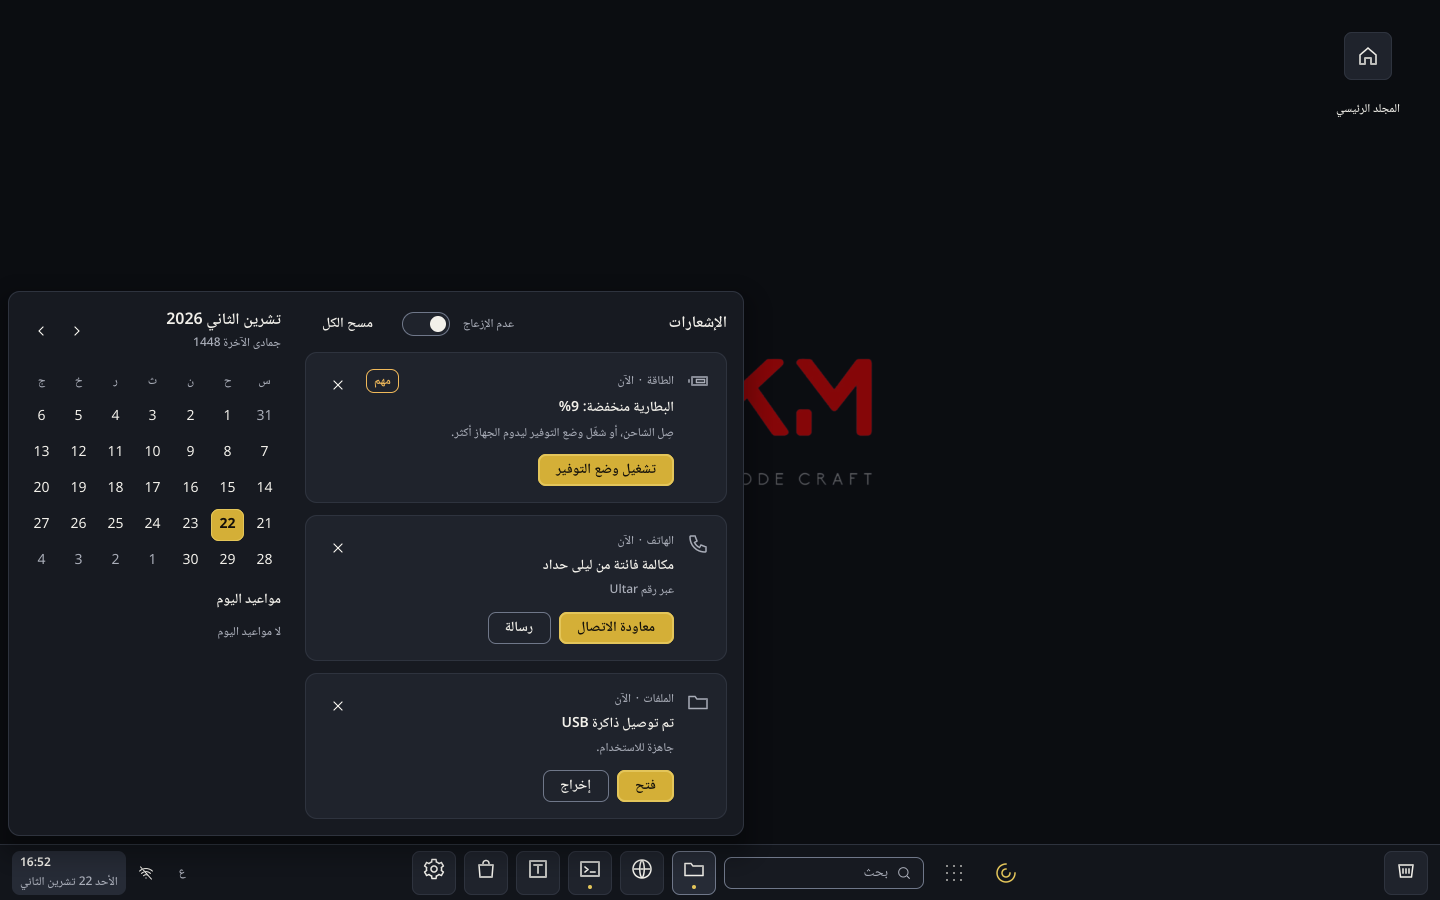 المجلد الرئيسي
KM
ODE CRAFT
الإشعارات
عدم الإزعاج
مسح الكل
الطاقة · الآن
مهم
البطارية منخفضة: 9%
صِل الشاحن، أو شغّل وضع التوفير ليدوم الجهاز أكثر.
تشغيل وضع التوفير
الهاتف · الآن
مكالمة فائتة من ليلى حداد
عبر رقم Ultar
معاودة الاتصال
رسالة
الملفات · الآن
تم توصيل ذاكرة USB
جاهزة للاستخدام.
فتح
إخراج
تشرين الثاني 2026
جمادى الآخرة 1448
س ح ن ث ر خ ج
31 1 2 3 4 5 6
7 8 9 10 11 12 13
14 15 16 17 18 19 20
21 22 23 24 25 26 27
28 29 30 1 2 3 4
مواعيد اليوم
لا مواعيد اليوم
بحث
T
ع
16:52
الأحد 22 تشرين الثاني